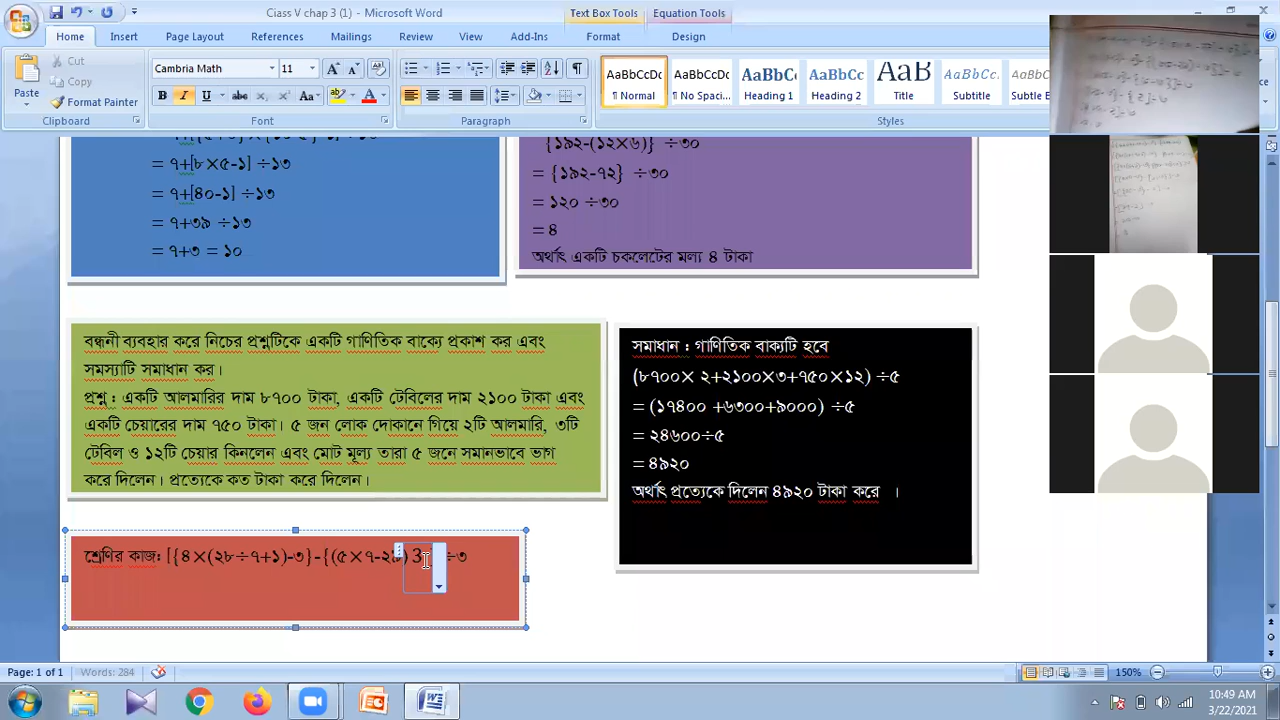 Class V chap 3 (1) - Microsoft Word
Text Box Tools
Equation Tools
Home
Insert
Page Layout
References
Mailings
Review
View
Add-Ins
Format
Design
Paste
Cut
Copy
Format Painter
Clipboard
Cambria Math
11
Font
Paragraph
AaBbCcDc
¶ Normal
AaBbCcDc
¶ No Spaci...
AaBbCc
Heading 1
AaBbCc
Heading 2
AaB
Title
AaBbCc
Subtitle
Styles
= ৭+[৮×৫-১] ÷১৩
= ৭+[৪০-১] ÷১৩
= ৭+৩৯ ÷১৩
= ৭+৩ = ১০
{১৯২-(১২×৬)} ÷৩০
= {১৯২-৭২} ÷৩০
= ১২০ ÷৩০
= ৪
অর্থাৎ একটি চকলেটের মল্য ৪ টাকা
বন্ধনী ব্যবহার করে নিচের প্রশ্নটিকে একটি গাণিতিক বাক্যে প্রকাশ কর এবং
সমস্যাটি সমাধান কর।
প্রশ্ন : একটি আলমারির দাম ৮৭০০ টাকা, একটি টেবিলের দাম ২১০০ টাকা এবং
একটি চেয়ারের দাম ৭৫০ টাকা। ৫ জন লোক দোকানে গিয়ে ২টি আলমারি, ৩টি
টেবিল ও ১২টি চেয়ার কিনলেন এবং মোট মূল্য তারা ৫ জনে সমানভাবে ভাগ
করে দিলেন। প্রত্যেকে কত টাকা করে দিলেন।
সমাধান : গাণিতিক বাক্যটি হবে
(৮৭০০× ২+২১০০×৩+৭৫০×১২) ÷৫
= (১৭৪০০ +৬৩০০+৯০০০) ÷৫
= ২৪৬০০÷৫
= ৪৯২০
অর্থাৎ প্রত্যেকে দিলেন ৪৯২০ টাকা করে ।
শ্রেণির কাজ: [{৪×(২৮÷৭+১)-৩}-{(৫×৭-২৯) 3 ÷৩
Page: 1 of 1
Words: 284
150%
10:49 AM
3/22/2021